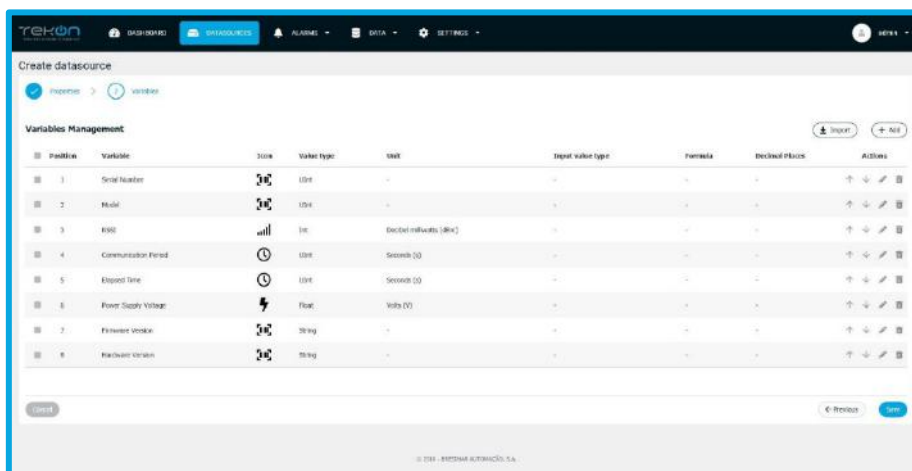 TEKON
DASHBOARD DATASOURCES ALARMS DATA SETTINGS
Create datasource
Properties 2 Variables
Variables Management Import + Add
Position Variable Icon Value type Unit Input value type Formula Decimal Places Actions
1 Serial Number UInt - - - -
2 Model UInt - - - -
3 RSSI Int Decibel milliwatts (dBm) - - -
4 Communication Period UInt Seconds (s) - - -
5 Elapsed Time UInt Seconds (s) - - -
6 Power Supply Voltage Float Volts (V) - - -
7 Firmware Version String - - - -
8 Hardware Version String - - - -
Cancel Previous Save
BRESIMAR AUTOMAÇÃO, S.A.